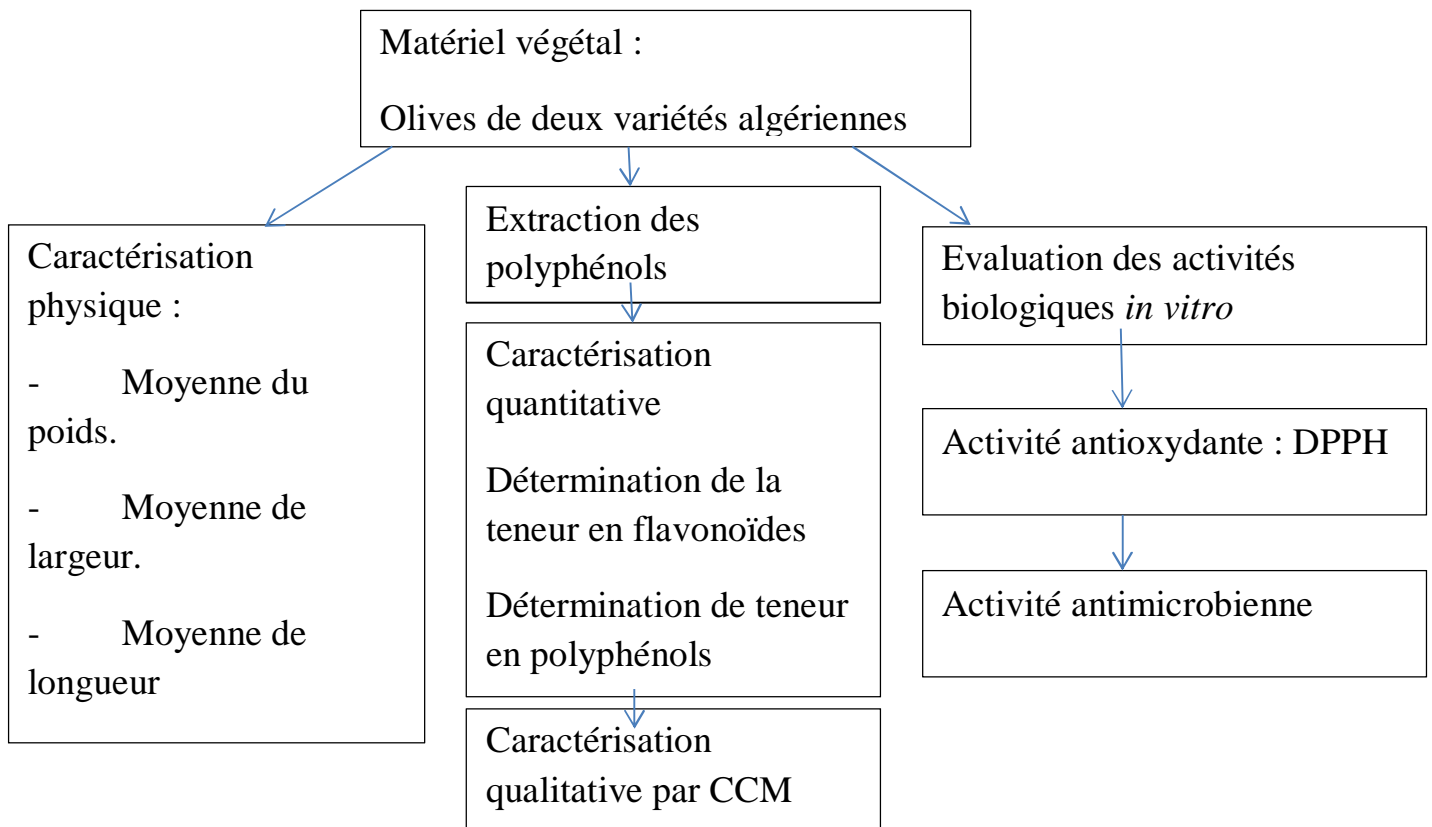 Matériel végétal :
Olives de deux variétés algériennes
Caractérisation
physique :
- Moyenne du
poids.
- Moyenne de
largeur.
- Moyenne de
longueur
Extraction des
polyphénols
Caractérisation
quantitative
Détermination de la
teneur en flavonoïdes
Détermination de teneur
en polyphénols
Caractérisation
qualitative par CCM
Evaluation des activités
biologiques in vitro
Activité antioxydante : DPPH
Activité antimicrobienne